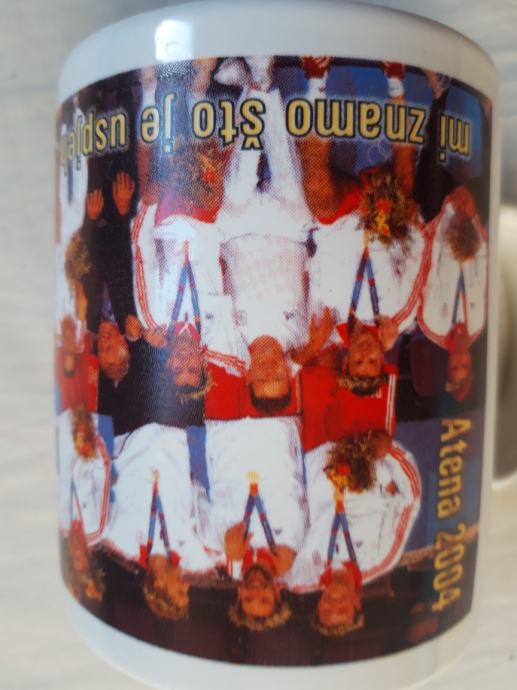 mi znamo što je uspjeh
Atena 2004